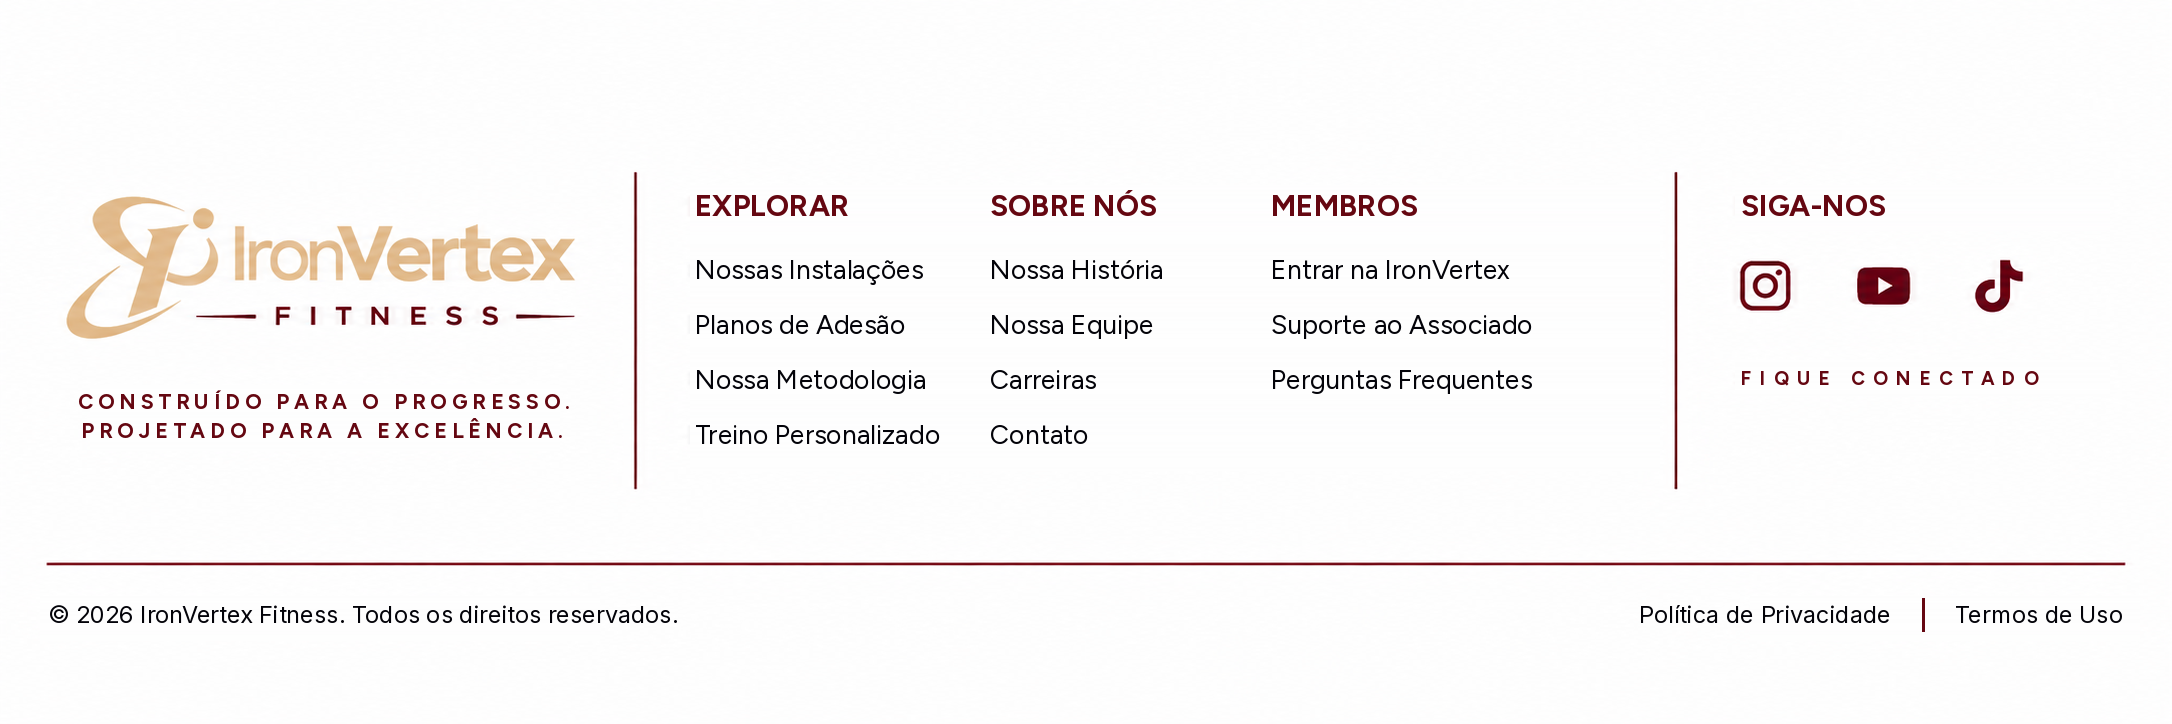 IronVertex
FITNESS
CONSTRUÍDO PARA O PROGRESSO.
PROJETADO PARA A EXCELÊNCIA.
EXPLORAR
Nossas Instalações
Planos de Adesão
Nossa Metodologia
Treino Personalizado
SOBRE NÓS
Nossa História
Nossa Equipe
Carreiras
Contato
MEMBROS
Entrar na IronVertex
Suporte ao Associado
Perguntas Frequentes
SIGA-NOS
FIQUE CONECTADO
© 2026 IronVertex Fitness. Todos os direitos reservados.
Política de Privacidade
Termos de Uso